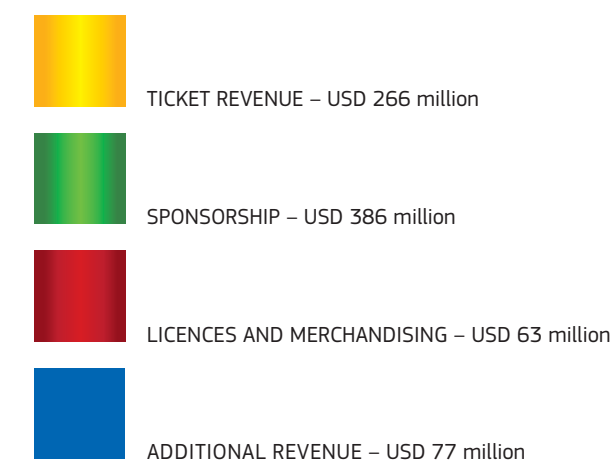 TICKET REVENUE – USD 266 million
SPONSORSHIP – USD 386 million
LICENCES AND MERCHANDISING – USD 63 million
ADDITIONAL REVENUE – USD 77 million